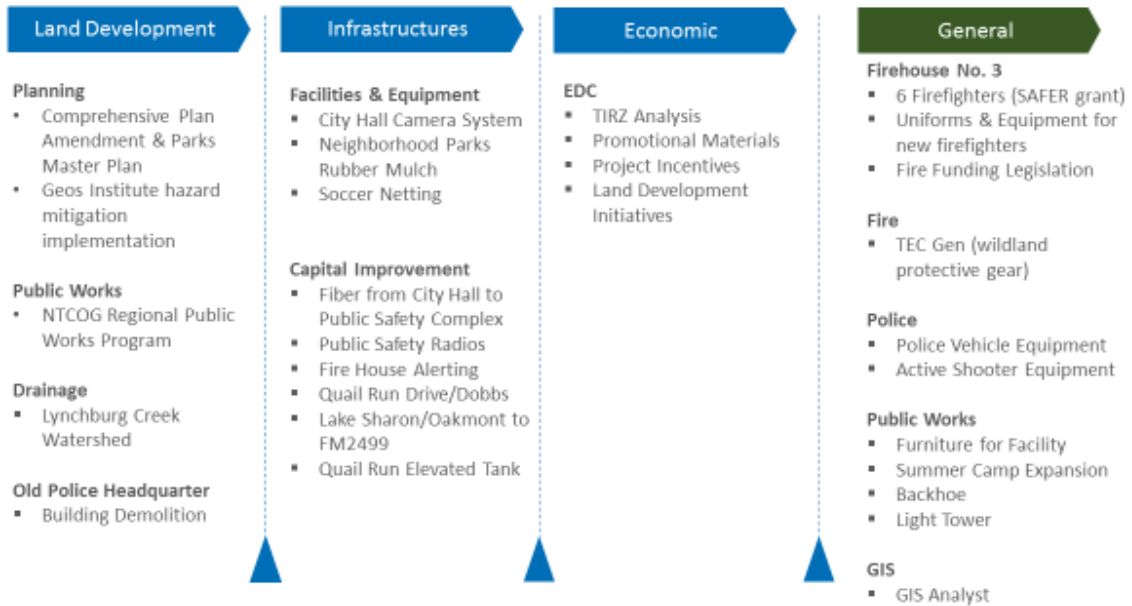 Land Development
Planning
• Comprehensive Plan
Amendment & Parks
Master Plan
• Geos Institute hazard
mitigation
implementation
Public Works
• NTCOG Regional Public
Works Program
Drainage
▪ Lynchburg Creek
Watershed
Old Police Headquarter
▪ Building Demolition
Infrastructures
Facilities & Equipment
▪ City Hall Camera System
▪ Neighborhood Parks
Rubber Mulch
▪ Soccer Netting
Capital Improvement
▪ Fiber from City Hall to
Public Safety Complex
▪ Public Safety Radios
▪ Fire House Alerting
▪ Quail Run Drive/Dobbs
▪ Lake Sharon/Oakmont to
FM2499
▪ Quail Run Elevated Tank
Economic
EDC
▪ TIRZ Analysis
▪ Promotional Materials
▪ Project Incentives
▪ Land Development
Initiatives
General
Firehouse No. 3
▪ 6 Firefighters (SAFER grant)
▪ Uniforms & Equipment for
new firefighters
▪ Fire Funding Legislation
Fire
▪ TEC Gen (wildland
protective gear)
Police
▪ Police Vehicle Equipment
▪ Active Shooter Equipment
Public Works
▪ Furniture for Facility
▪ Summer Camp Expansion
▪ Backhoe
▪ Light Tower
GIS
▪ GIS Analyst